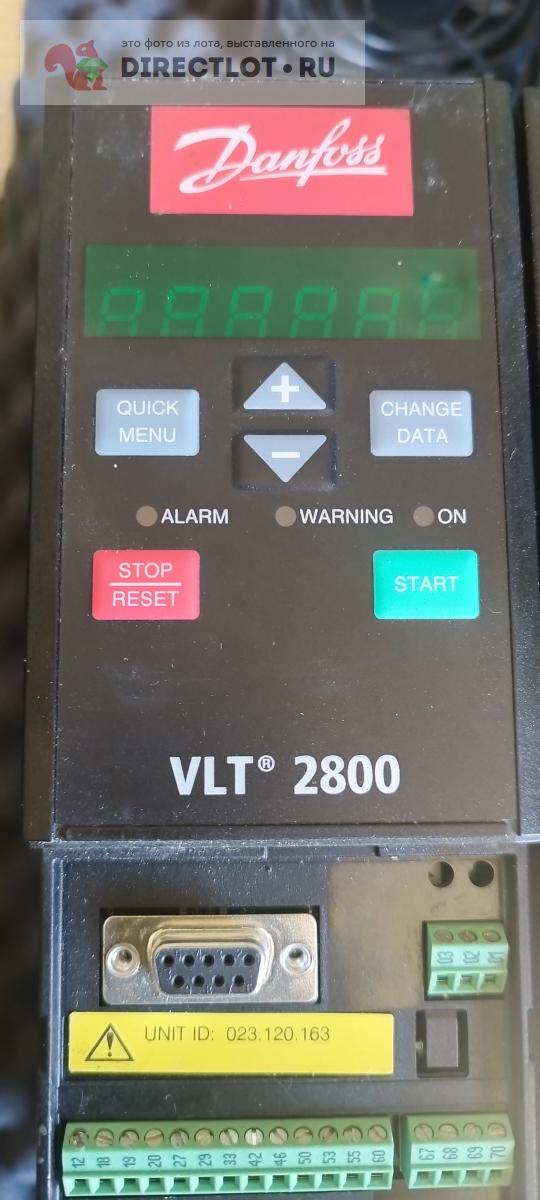 это фото из лота, выставленного на
DIRECTLOT.RU
Danfoss
QUICK MENU
+
CHANGE DATA
−
ALARM
WARNING
ON
STOP
RESET
START
VLT® 2800
03 02 01
UNIT ID: 023.120.163
12 18 19 20 27 29 33 42 46 50 53 55 60
67 68 69 70